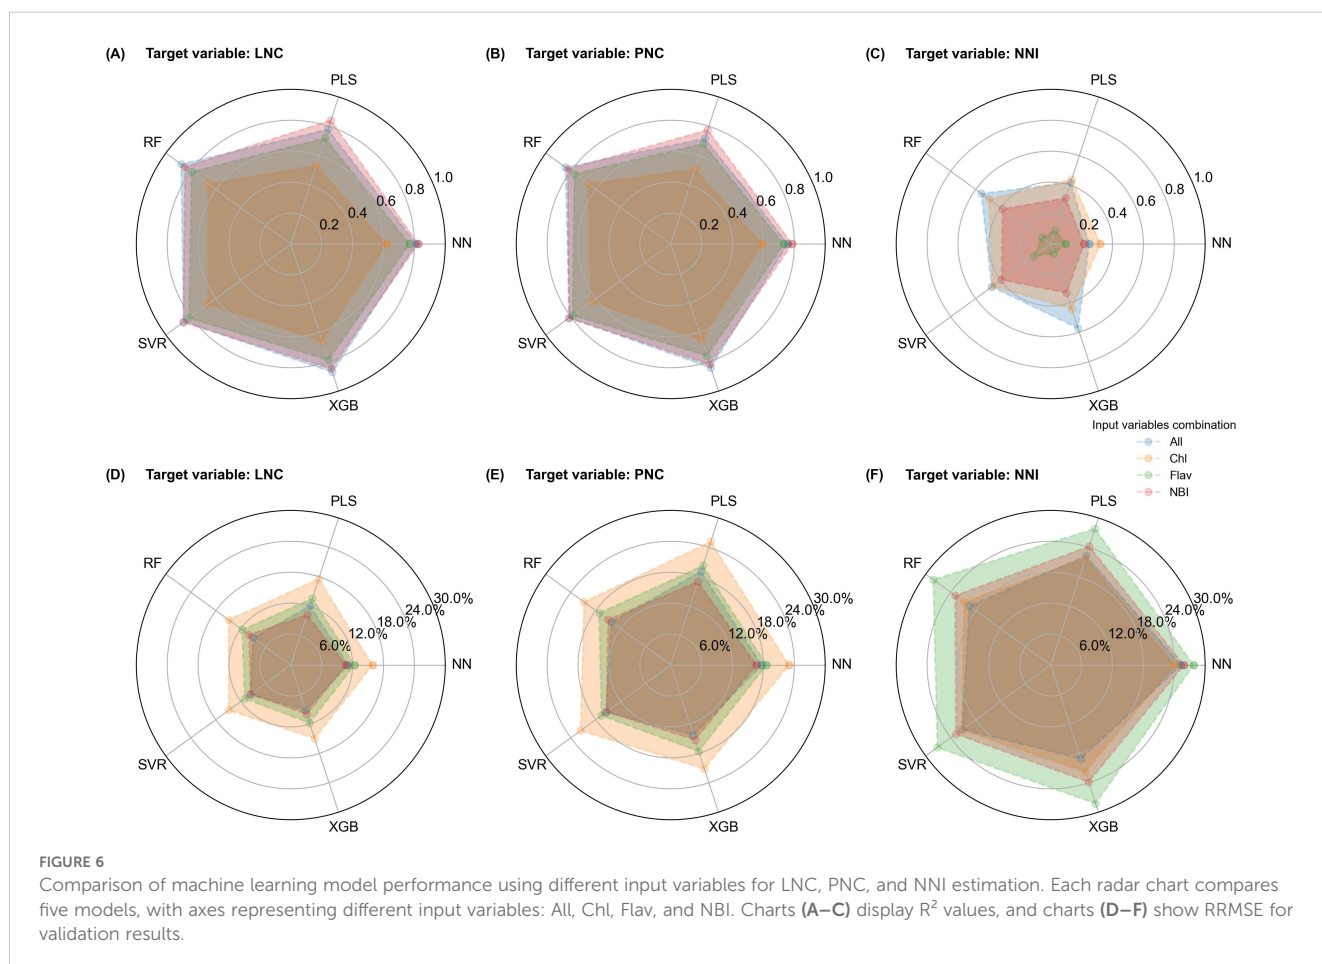 (A) Target variable: LNC
(B) Target variable: PNC
(C) Target variable: NNI
PLS
RF
1.0
0.8
0.6
0.4
0.2
NN
SVR
XGB
PLS
RF
1.0
0.8
0.6
0.4
0.2
NN
SVR
XGB
PLS
RF
1.0
0.8
0.6
0.4
0.2
NN
SVR
XGB
Input variables combination
All
Chl
Flav
NBI
(D) Target variable: LNC
(E) Target variable: PNC
(F) Target variable: NNI
PLS
RF
30.0%
24.0%
18.0%
12.0%
6.0%
NN
SVR
XGB
PLS
RF
30.0%
24.0%
18.0%
12.0%
6.0%
NN
SVR
XGB
PLS
RF
30.0%
24.0%
18.0%
12.0%
6.0%
NN
SVR
XGB
FIGURE 6
Comparison of machine learning model performance using different input variables for LNC, PNC, and NNI estimation. Each radar chart compares
five models, with axes representing different input variables: All, Chl, Flav, and NBI. Charts (A–C) display R² values, and charts (D–F) show RRMSE for
validation results.